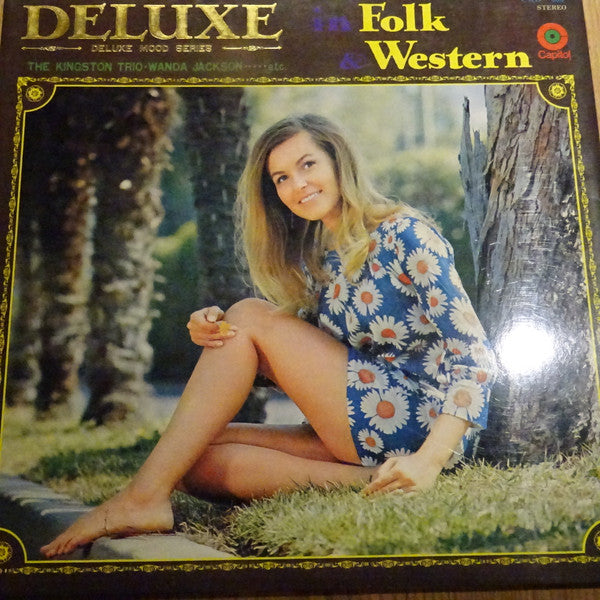 DELUXE
DELUXE MOOD SERIES
THE KINGSTON TRIO·WANDA JACKSON·····etc.
in Folk
& Western
STEREO
Capitol